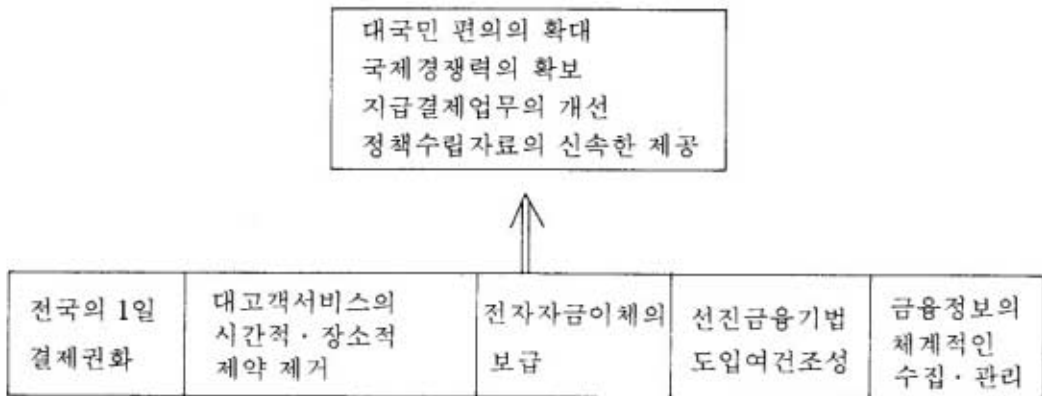 대국민 편의의 확대
국제경쟁력의 확보
지급결제업무의 개선
정책수립자료의 신속한 제공
전국의 1일
결제권화
대고객서비스의
시간적·장소적
제약 제거
전자자금이체의
보급
선진금융기법
도입여건조성
금융정보의
체계적인
수집·관리